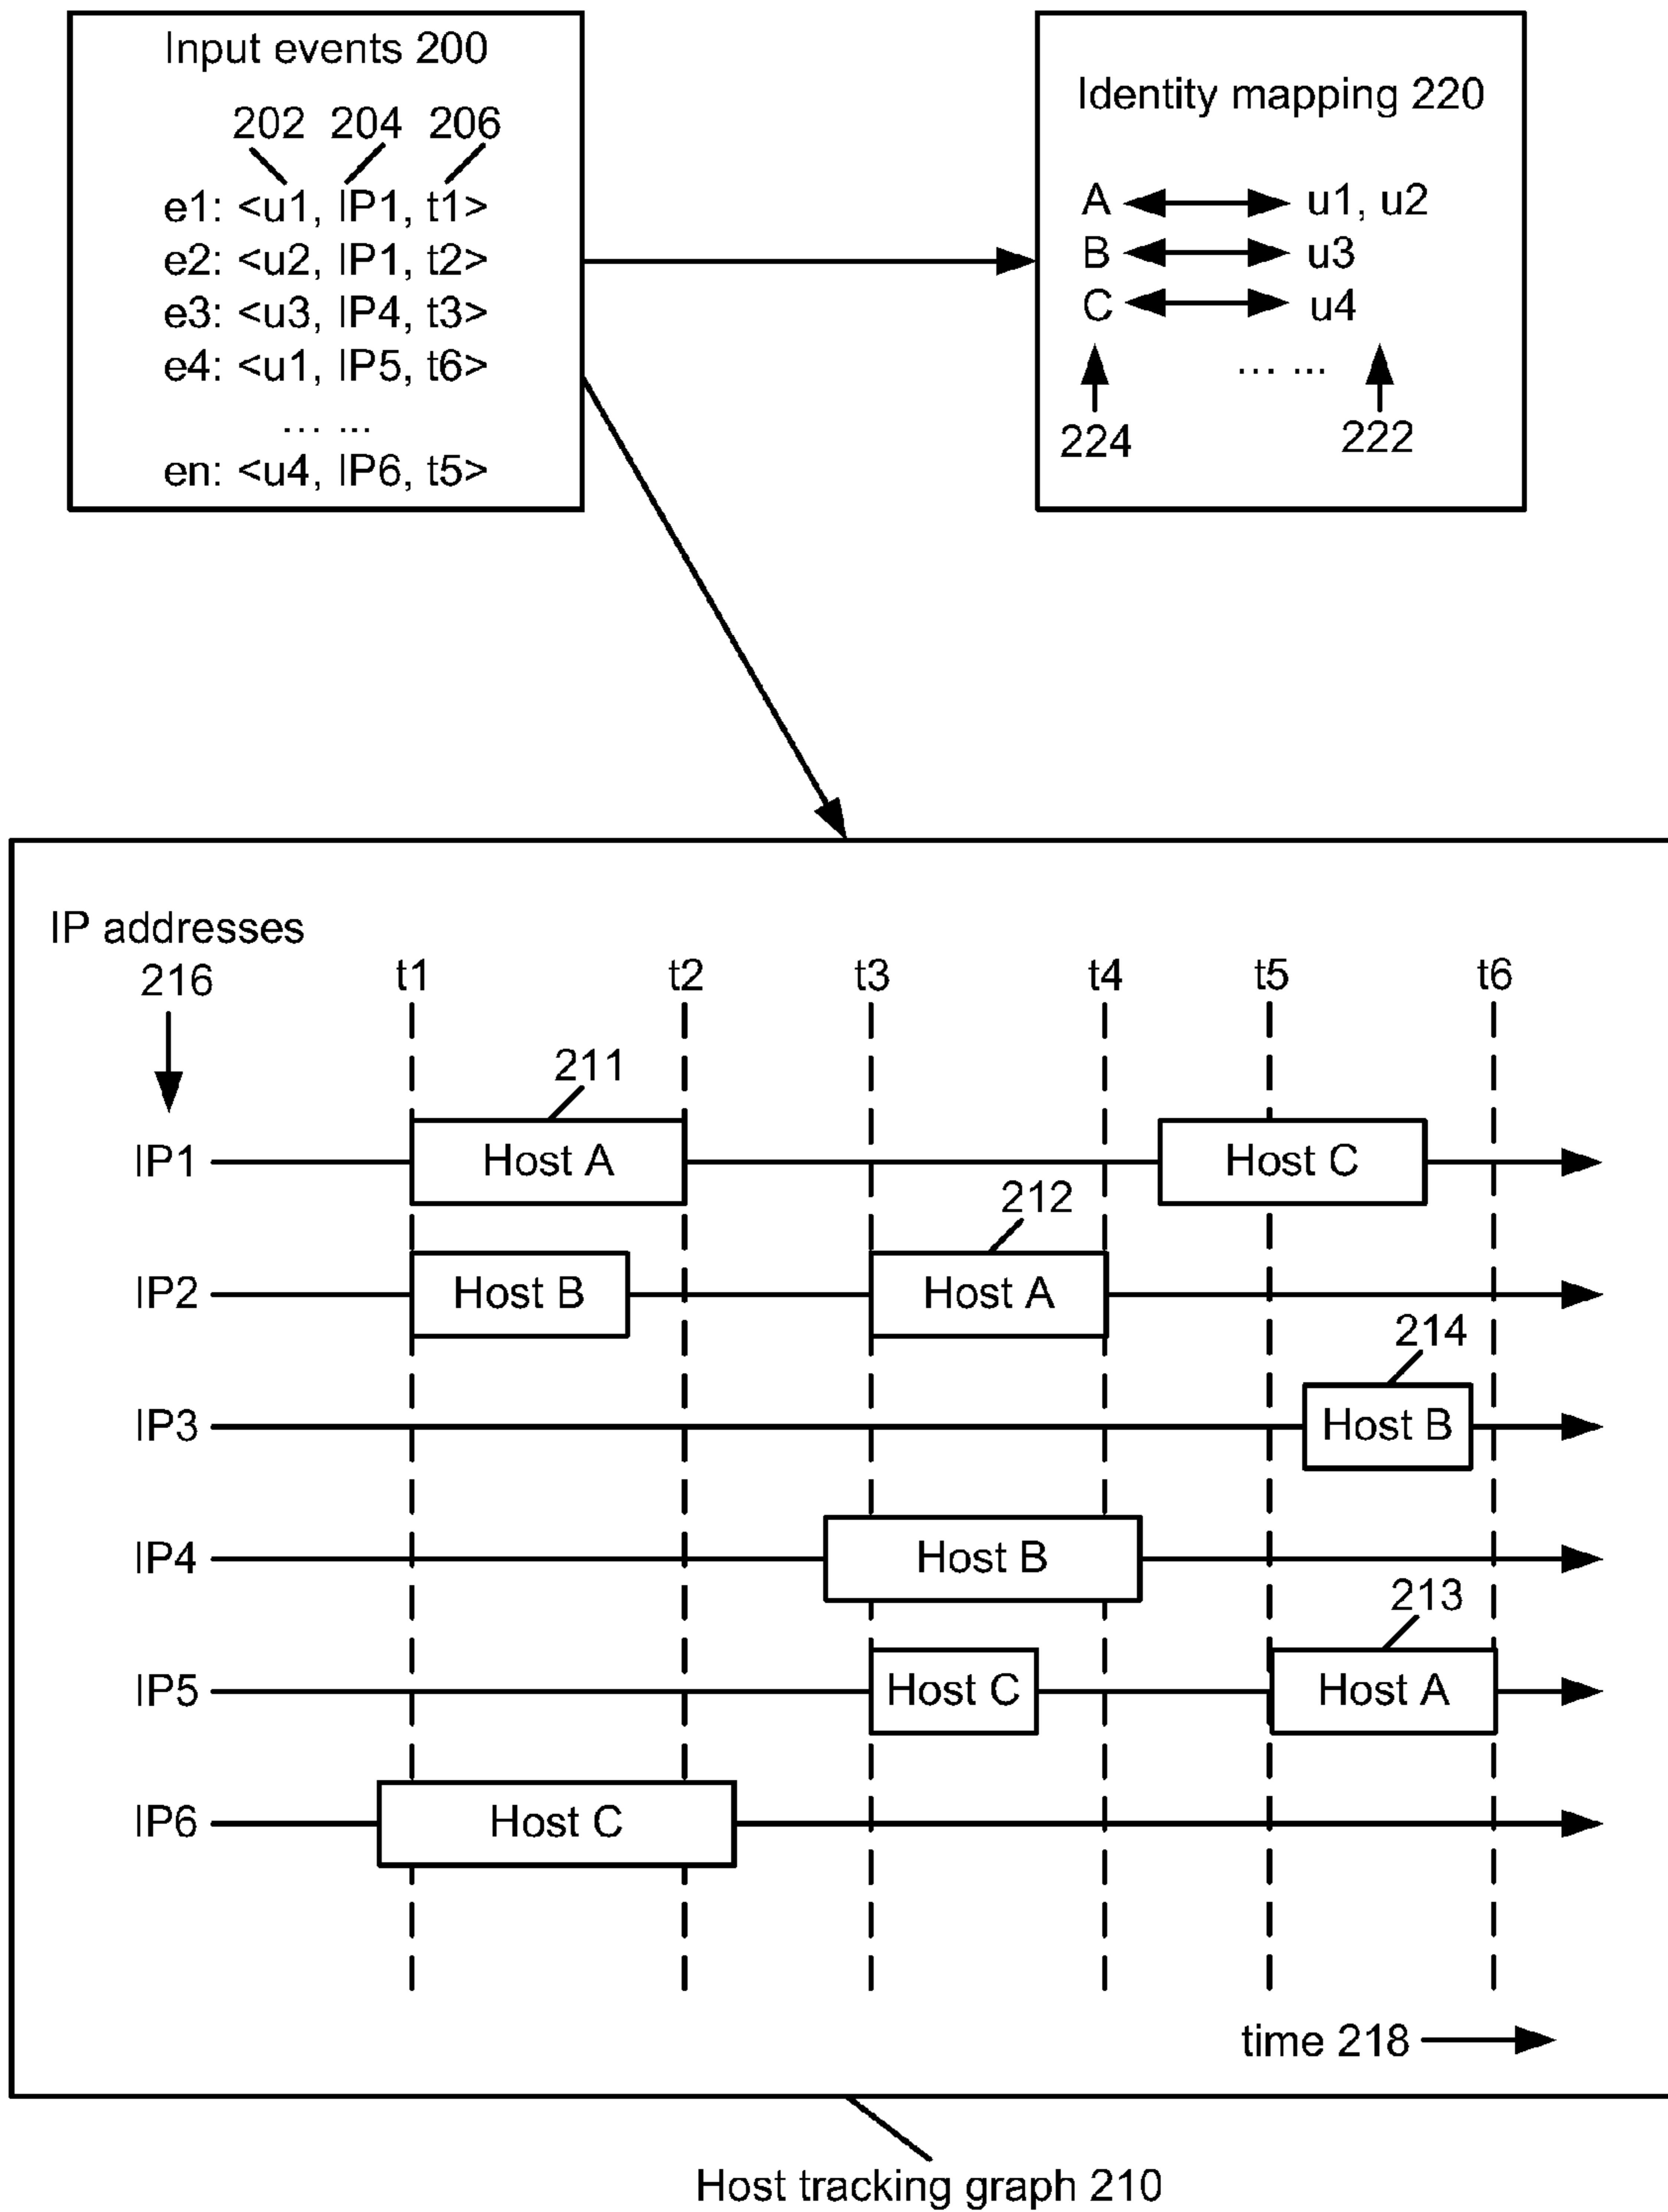 Input events 200
202 204 206
e1: <u1, IP1, t1>
e2: <u2, IP1, t2>
e3: <u3, IP4, t3>
e4: <u1, IP5, t6>
... ...
en: <u4, IP6, t5>
Identity mapping 220
A u1, u2
B u3
C u4
... ...
224 222
IP addresses
216
t1 t2 t3 t4 t5 t6
211
IP1 Host A Host C
212
IP2 Host B Host A
214
IP3 Host B
IP4 Host B
213
IP5 Host C Host A
IP6 Host C
time 218
Host tracking graph 210